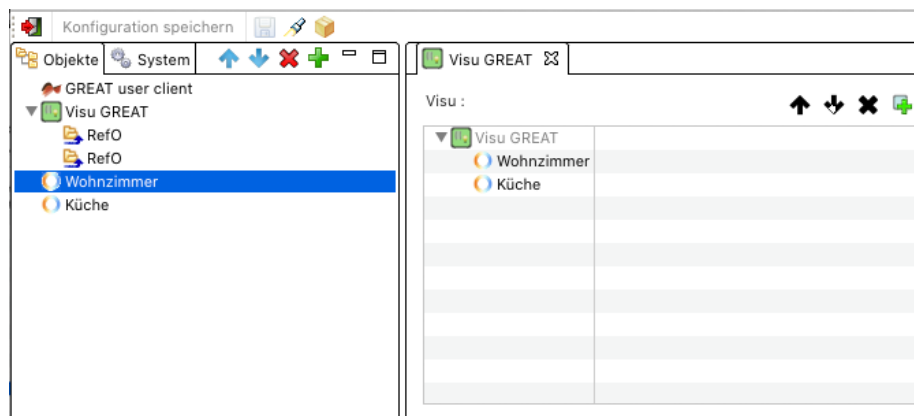 Konfiguration speichern
Objekte System
GREAT user client
Visu GREAT
RefO
RefO
Wohnzimmer
Küche
Visu GREAT
Visu :
Visu GREAT
Wohnzimmer
Küche